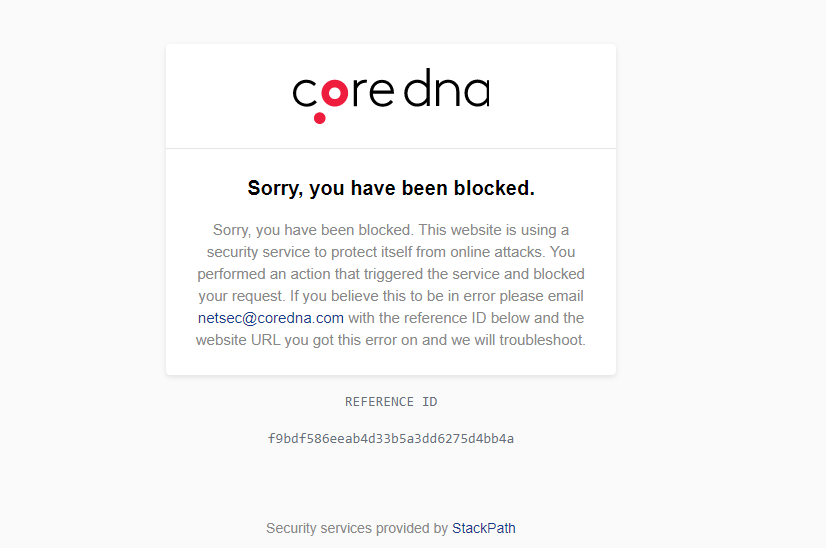 core dna
Sorry, you have been blocked.
Sorry, you have been blocked. This website is using a
security service to protect itself from online attacks. You
performed an action that triggered the service and blocked
your request. If you believe this to be in error please email
netsec@coredna.com with the reference ID below and the
website URL you got this error on and we will troubleshoot.
REFERENCE ID
f9bdf586eeab4d33b5a3dd6275d4bb4a
Security services provided by StackPath